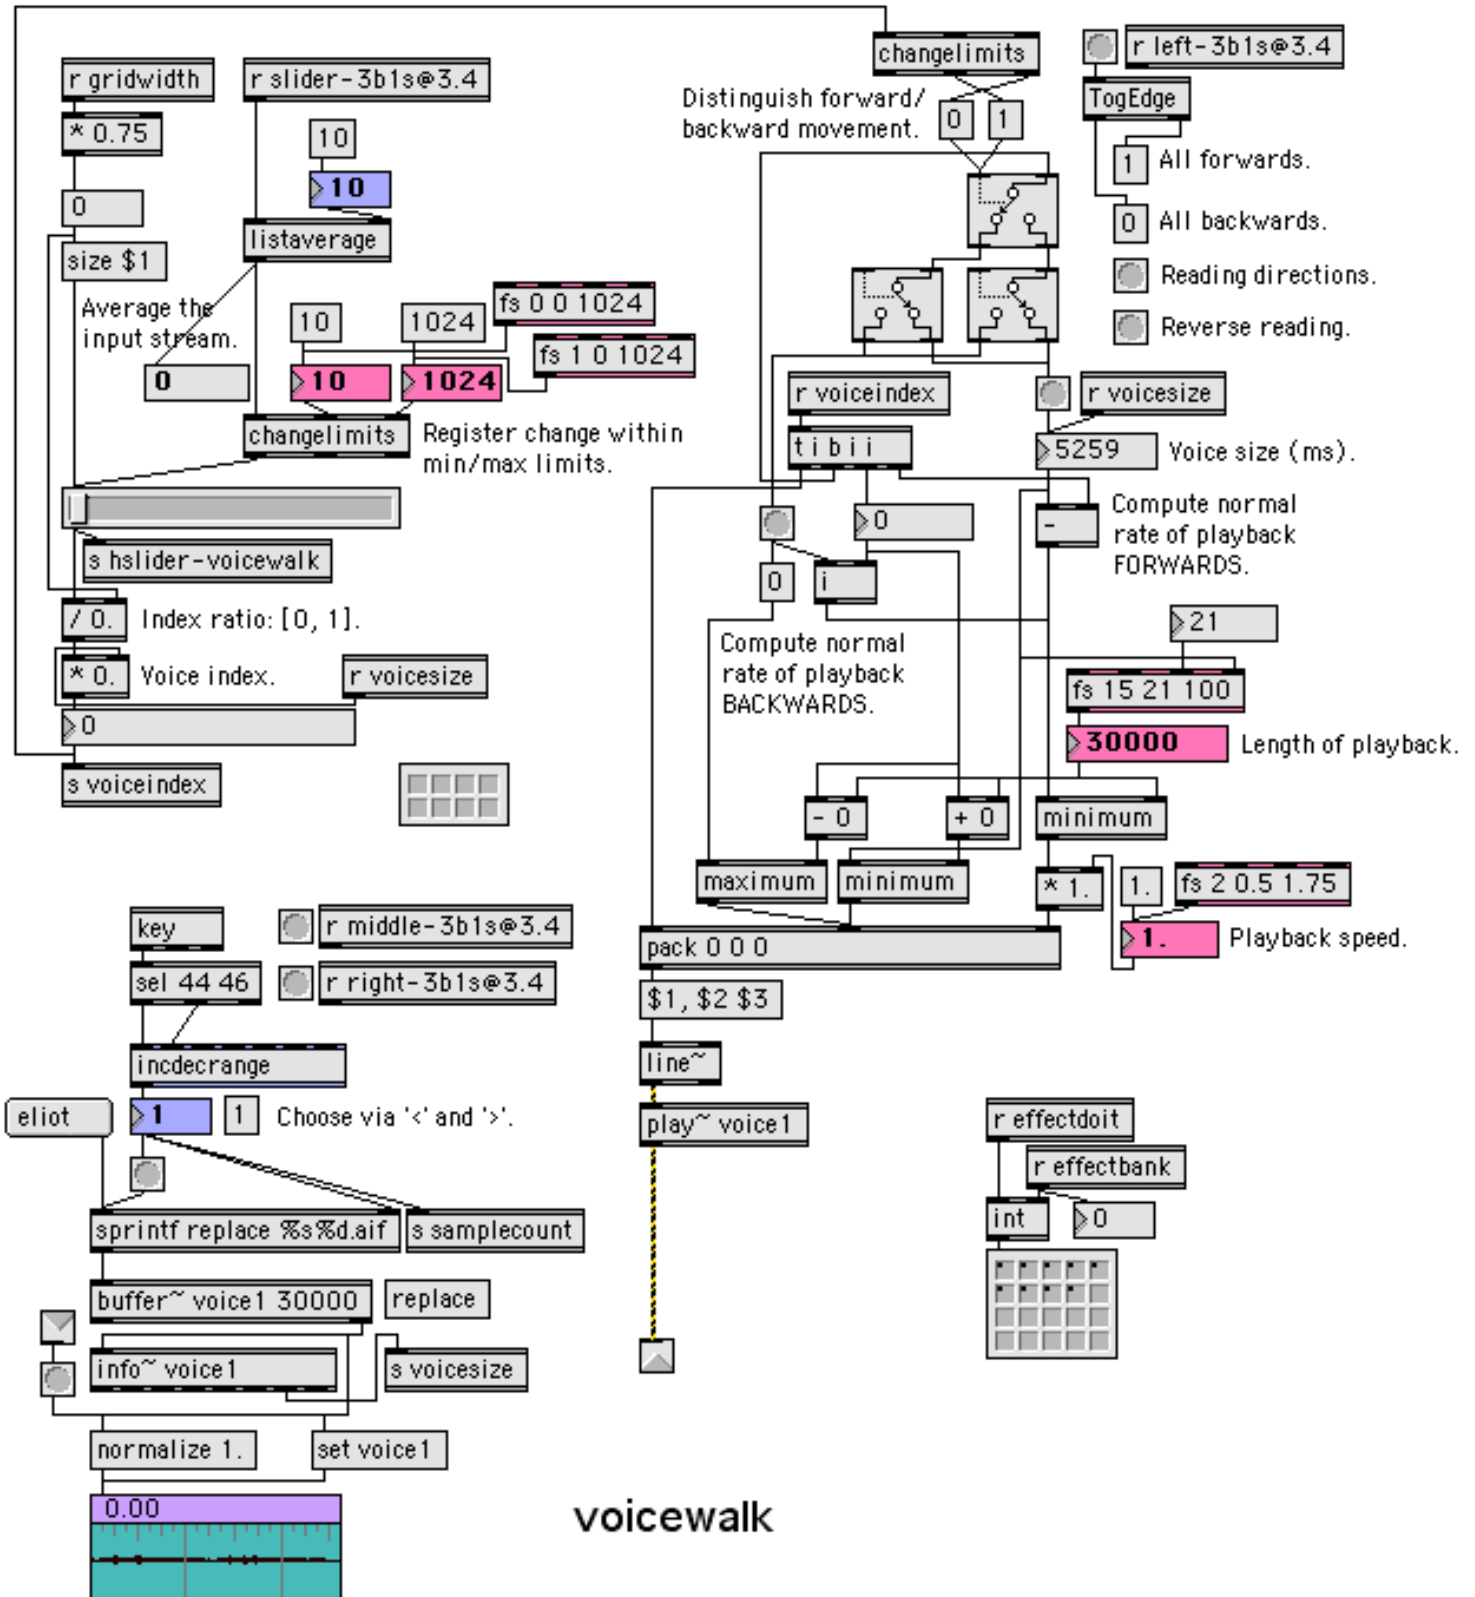 changelimits
r left-3b1s@3.4
r gridwidth
r slider-3b1s@3.4
Distinguish forward/
backward movement.
0
1
TogEdge
* 0.75
10
1
All forwards.
10
0
0
All backwards.
listaverage
size $1
Reading directions.
Average the
input stream.
10
1024
fs 0 0 1024
Reverse reading.
fs 1 0 1024
0
10
1024
r voiceindex
r voicesize
changelimits
Register change within
min/max limits.
t i b i i
5259
Voice size (ms).
0
-
Compute normal
rate of playback
FORWARDS.
s hslider-voicewalk
0
i
/ 0.
Index ratio: [0, 1].
21
Compute normal
rate of playback
BACKWARDS.
* 0.
Voice index.
r voicesize
fs 15 21 100
0
30000
Length of playback.
s voiceindex
- 0
+ 0
minimum
maximum
minimum
* 1.
1.
fs 2 0.5 1.75
key
r middle-3b1s@3.4
pack 0 0 0
1.
Playback speed.
sel 44 46
r right-3b1s@3.4
$1, $2 $3
incdecrange
line~
eliot
1
1
Choose via '<' and '>'.
play~ voice1
r effectdoit
r effectbank
sprintf replace %s%d.aif
s samplecount
int
0
buffer~ voice1 30000
replace
info~ voice1
s voicesize
normalize 1.
set voice1
0.00
voicewalk